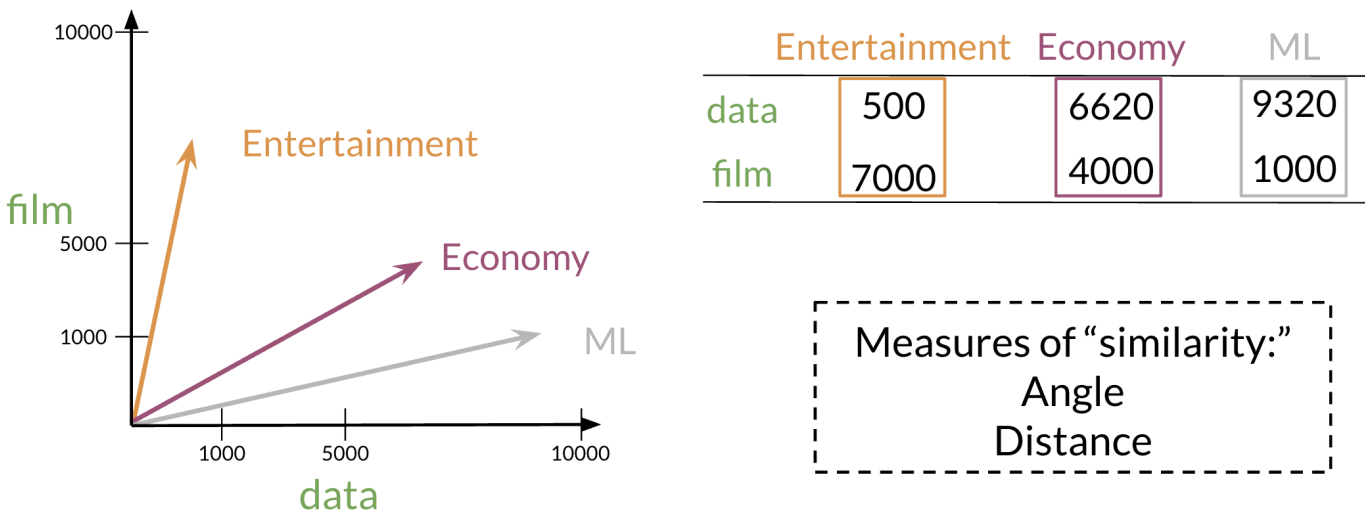 10000
Entertainment
film
5000
Economy
1000
ML
1000 5000 10000
data
Entertainment Economy ML
data 500 6620 9320
film 7000 4000 1000
Measures of “similarity:”
Angle
Distance